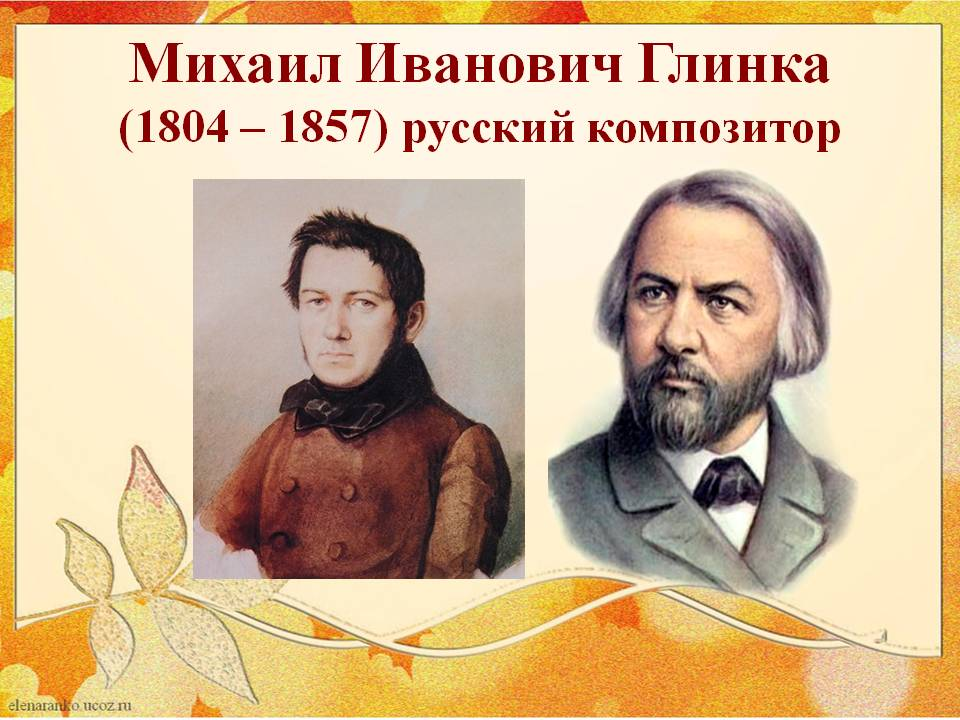 Михаил Иванович Глинка
(1804 – 1857) русский композитор
elenaranko.ucoz.ru